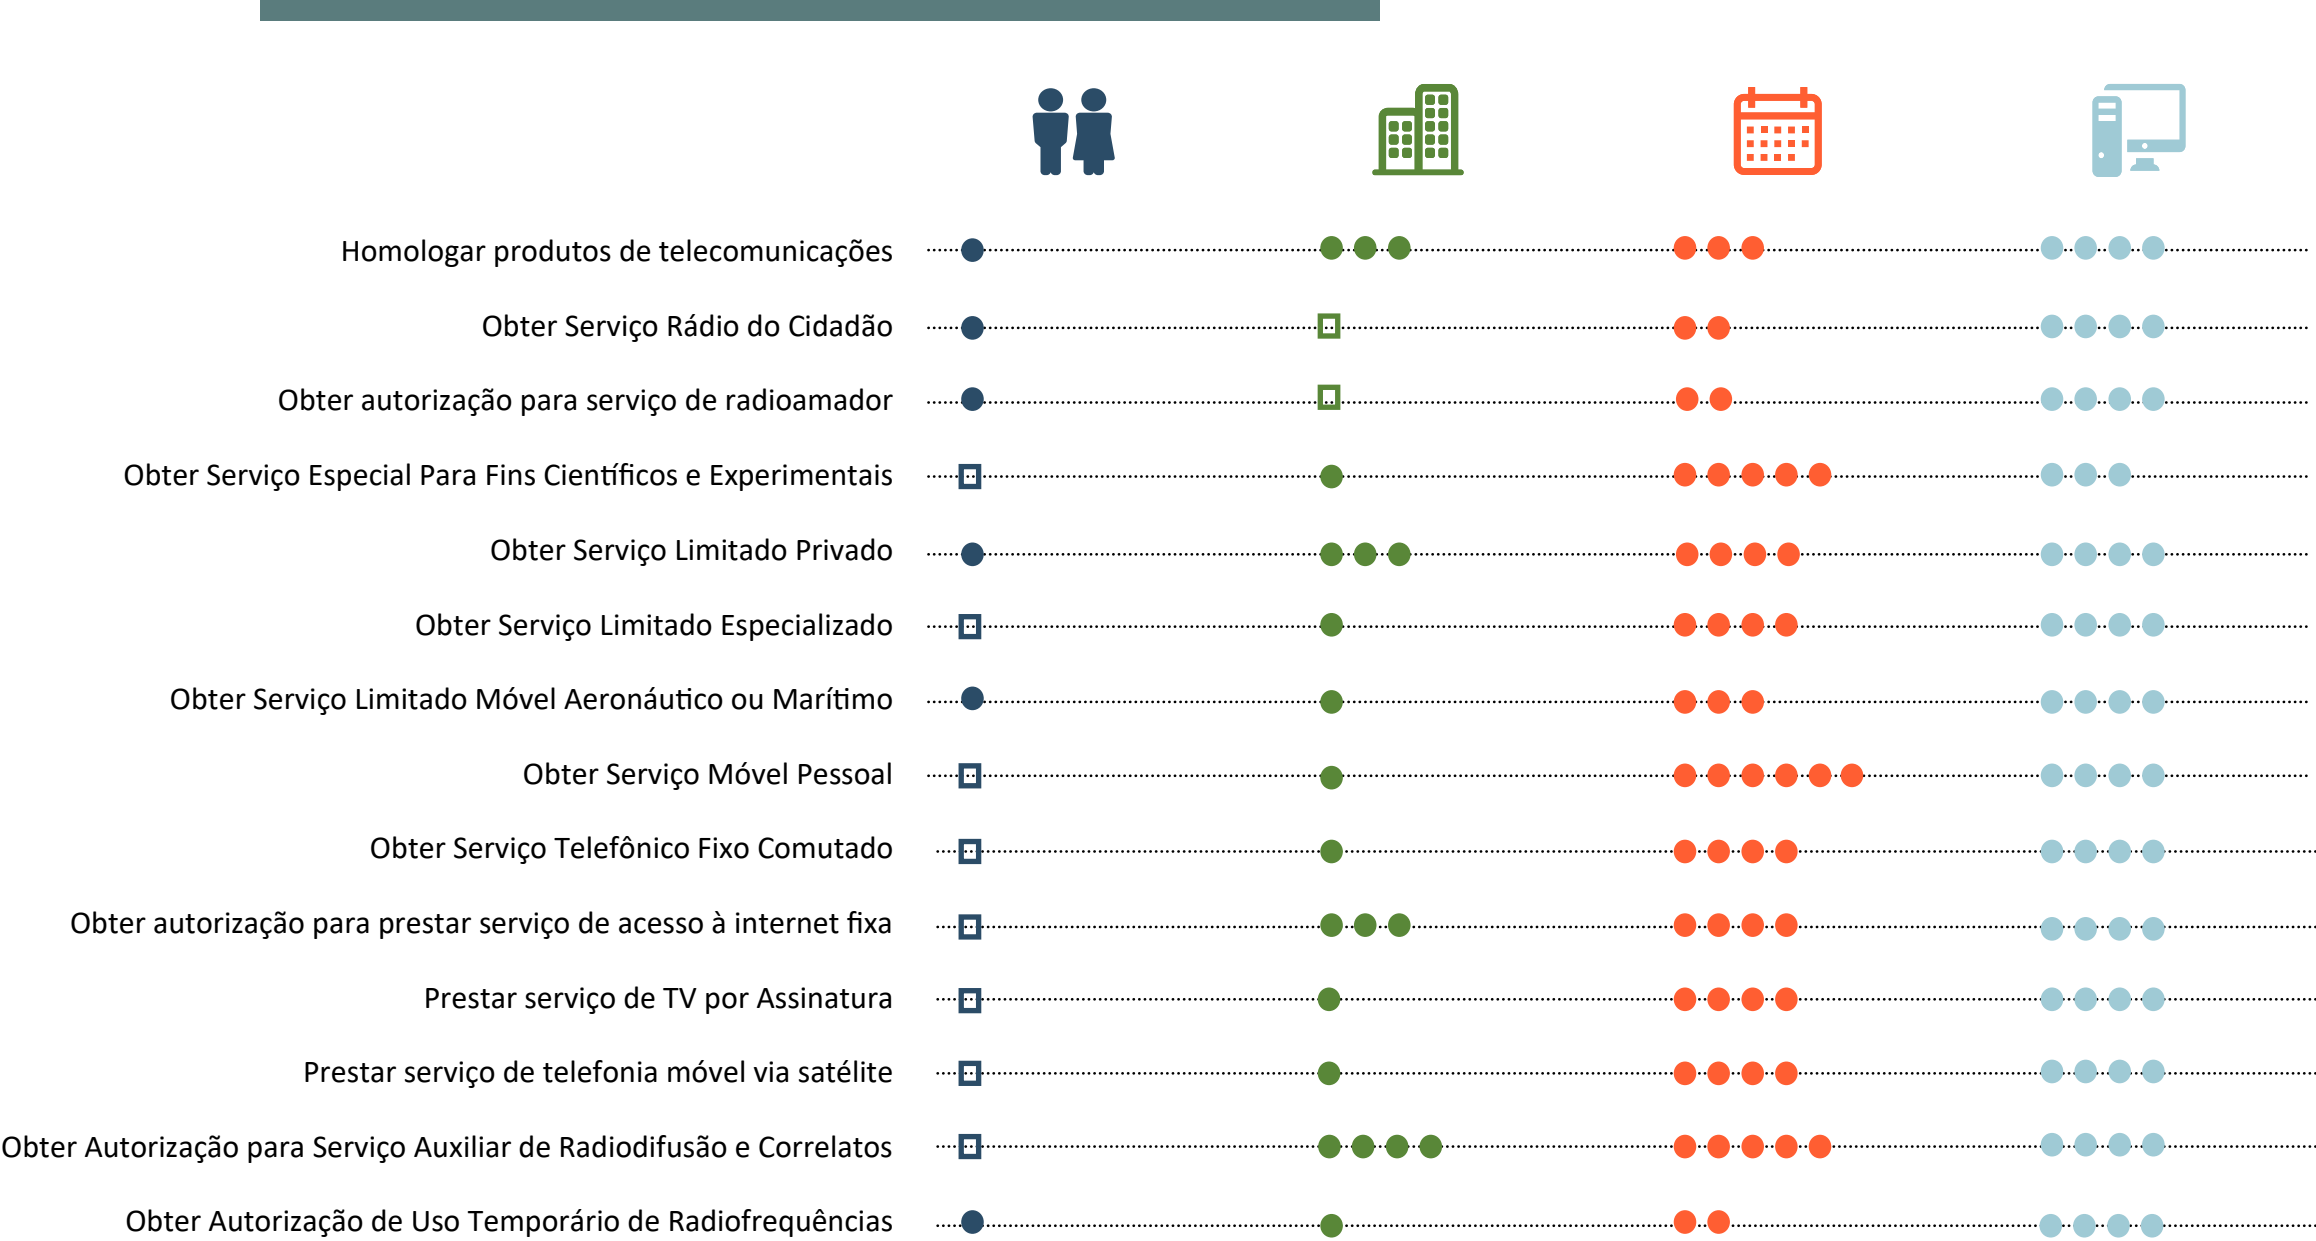 Homologar produtos de telecomunicações
Obter Serviço Rádio do Cidadão
Obter autorização para serviço de radioamador
Obter Serviço Especial Para Fins Científicos e Experimentais
Obter Serviço Limitado Privado
Obter Serviço Limitado Especializado
Obter Serviço Limitado Móvel Aeronáutico ou Marítimo
Obter Serviço Móvel Pessoal
Obter Serviço Telefônico Fixo Comutado
Obter autorização para prestar serviço de acesso à internet fixa
Prestar serviço de TV por Assinatura
Prestar serviço de telefonia móvel via satélite
Obter Autorização para Serviço Auxiliar de Radiodifusão e Correlatos
Obter Autorização de Uso Temporário de Radiofrequências